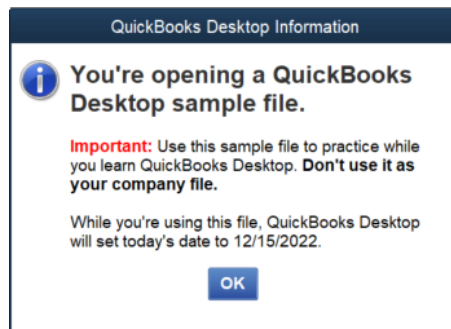 QuickBooks Desktop Information
You're opening a QuickBooks
Desktop sample file.
Important: Use this sample file to practice while
you learn QuickBooks Desktop. Don't use it as
your company file.
While you're using this file, QuickBooks Desktop
will set today's date to 12/15/2022.
OK